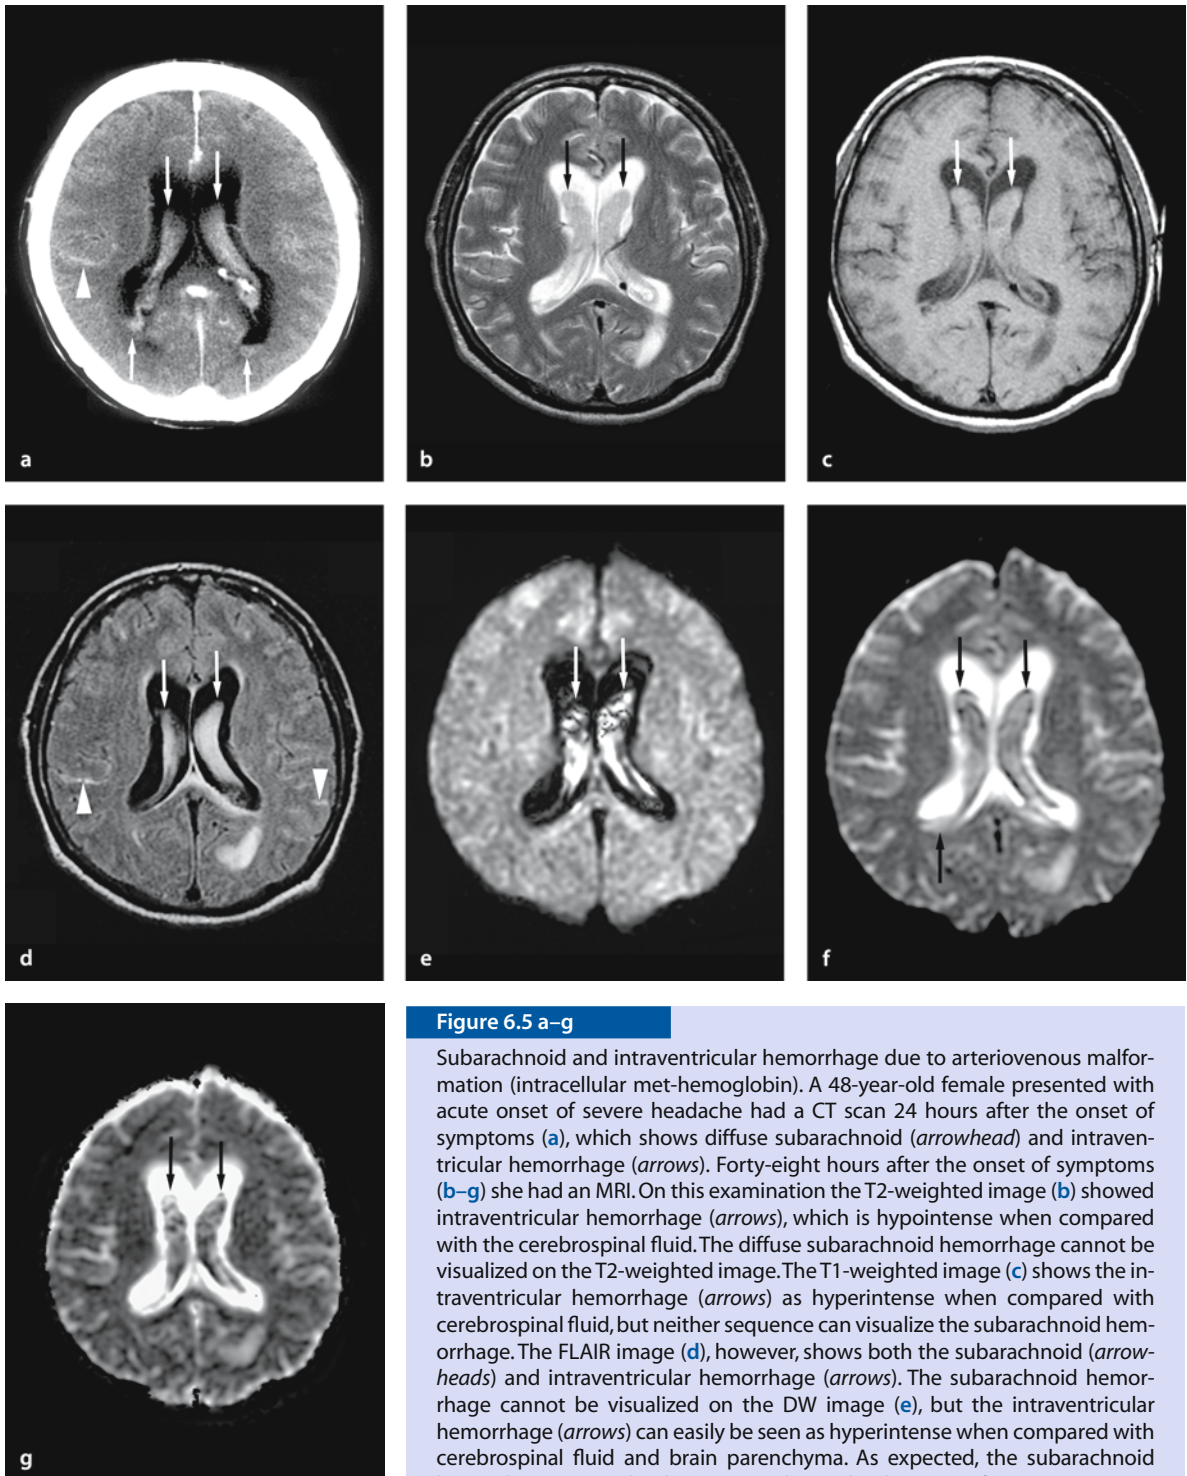 a
b
c
d
e
f
g
Figure 6.5 a–g
Subarachnoid and intraventricular hemorrhage due to arteriovenous malfor-
mation (intracellular met-hemoglobin). A 48-year-old female presented with
acute onset of severe headache had a CT scan 24 hours after the onset of
symptoms (a), which shows diffuse subarachnoid (arrowhead) and intraven-
tricular hemorrhage (arrows). Forty-eight hours after the onset of symptoms
(b–g) she had an MRI. On this examination the T2-weighted image (b) showed
intraventricular hemorrhage (arrows), which is hypointense when compared
with the cerebrospinal fluid. The diffuse subarachnoid hemorrhage cannot be
visualized on the T2-weighted image. The T1-weighted image (c) shows the in-
traventricular hemorrhage (arrows) as hyperintense when compared with
cerebrospinal fluid, but neither sequence can visualize the subarachnoid hem-
orrhage. The FLAIR image (d), however, shows both the subarachnoid (arrow-
heads) and intraventricular hemorrhage (arrows). The subarachnoid hemor-
rhage cannot be visualized on the DW image (e), but the intraventricular
hemorrhage (arrows) can easily be seen as hyperintense when compared with
cerebrospinal fluid and brain parenchyma. As expected, the subarachnoid